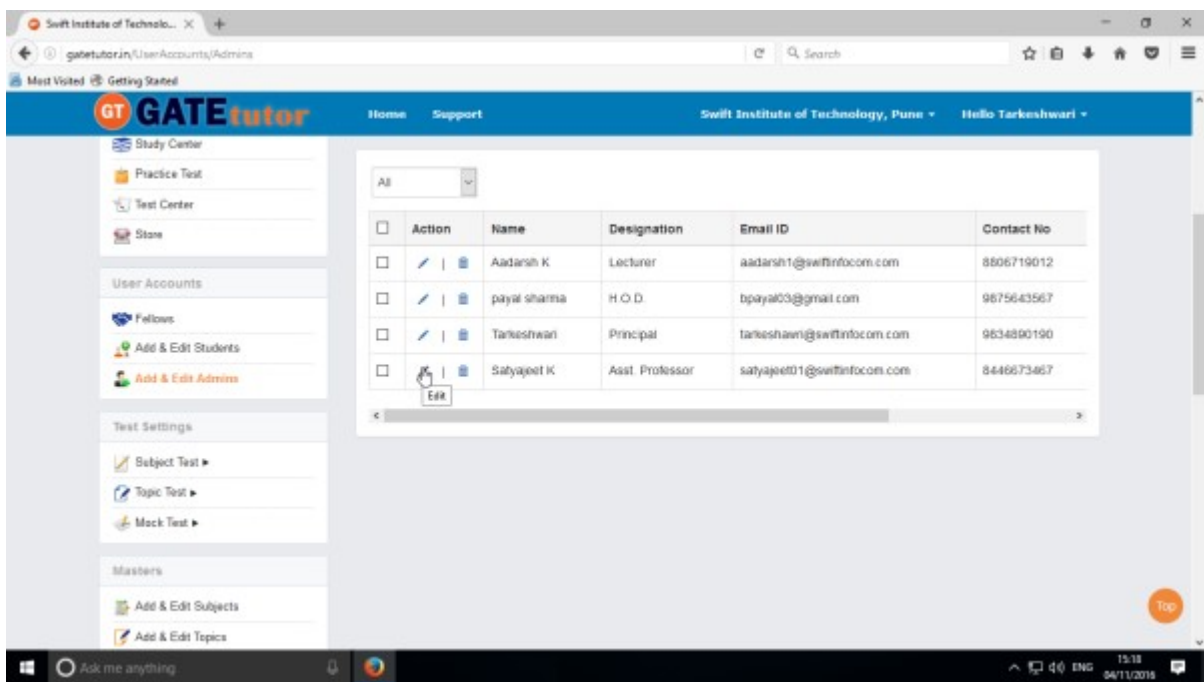 Swift Institute of Technolo...
gatetutor.in/UserAccounts/Admins
Search
Most Visited Getting Started
GT GATEtutor Home Support Swift Institute of Technology, Pune Hello Tarkeshwari
Study Center
Practice Test
Test Center
Store
User Accounts
Fellows
Add & Edit Students
Add & Edit Admins
Test Settings
Subject Test
Topic Test
Mock Test
Masters
Add & Edit Subjects
Add & Edit Topics
All
Action Name Designation Email ID Contact No
Aadarsh K Lecturer aadarsh1@swiftinfocom.com 8806719012
payal sharma H.O.D. bpayal03@gmail.com 9875643567
Tarkeshwari Principal tarkeshawri@swiftinfocom.com 9834890190
Satyajeet K Asst. Professor satyajeet01@swiftinfocom.com 8446673467
Edit
Top
Ask me anything
ENG
15:18
04/11/2016